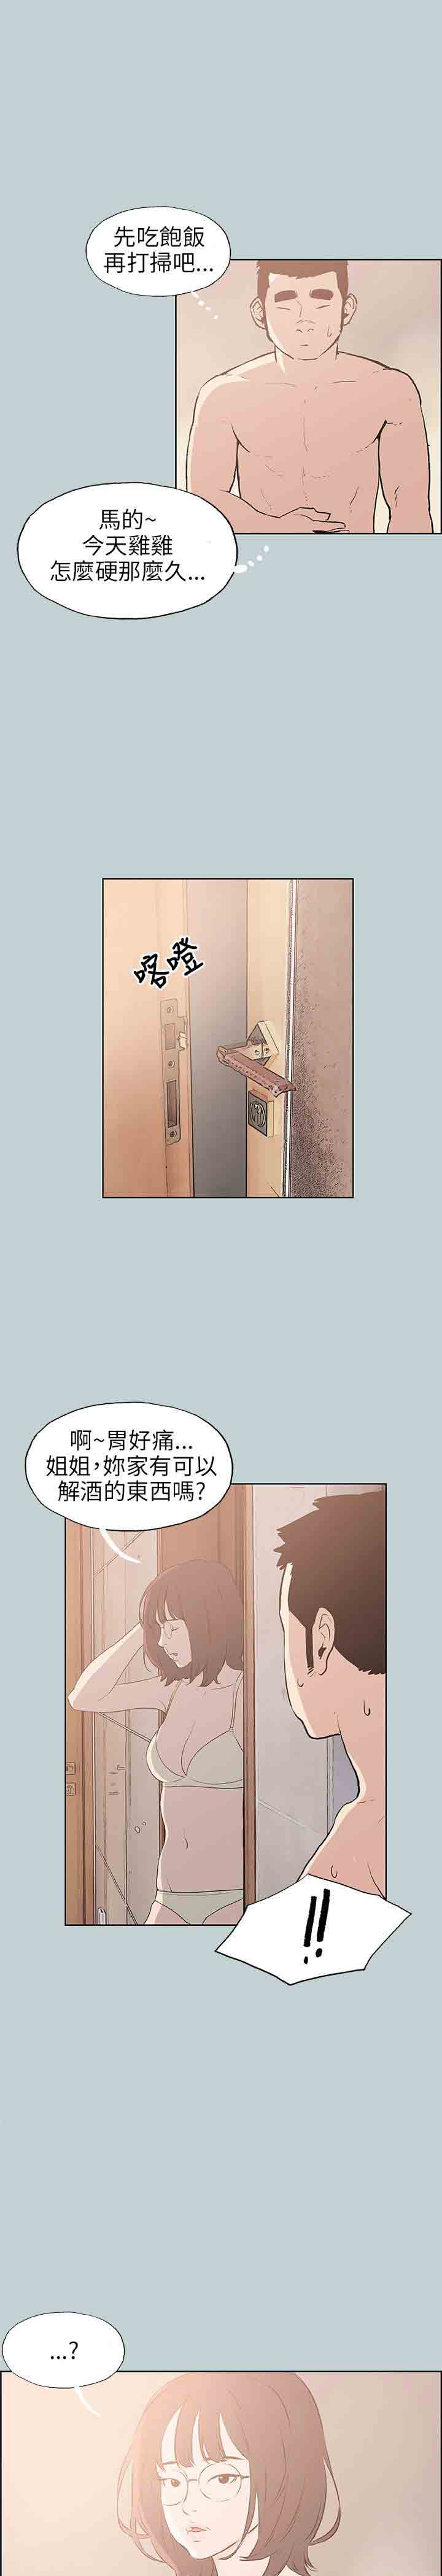 先吃飽飯
再打掃吧...
馬的~
今天雞雞
怎麼硬那麼久...
喀噔
啊~胃好痛...
姐姐,妳家有可以
解酒的東西嗎?
!!
...?